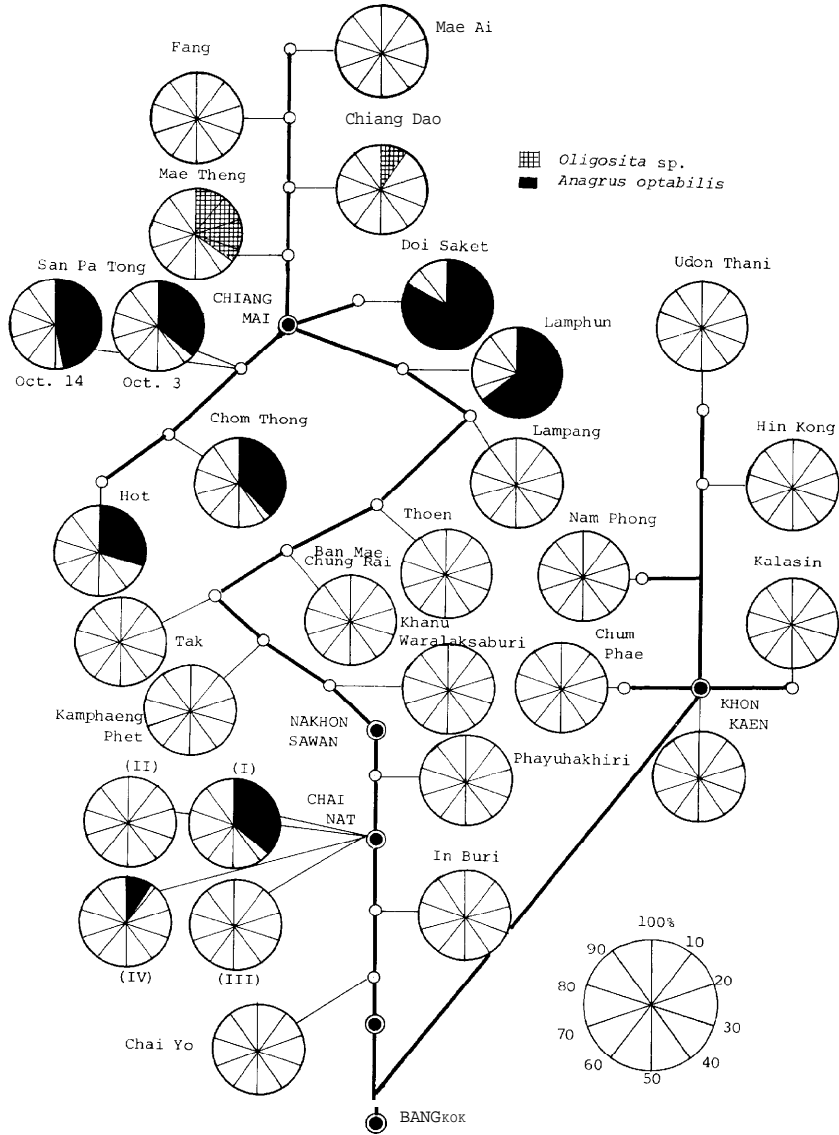 Mae Ai
Fang
Chiang Dao
Oligosita sp.
Anagrus optabilis
Mae Theng
Doi Saket
Udon Thani
San Pa Tong
CHIANG
MAI
Lamphun
Oct. 14
Oct. 3
Chom Thong
Lampang
Hin Kong
Hot
Thoen
Nam Phong
Ban Mae
Chung Rai
Kalasin
Khanu
Waralaksaburi
Tak
Chum
Phae
Kamphaeng
Phet
NAKHON
SAWAN
KHON
KAEN
Phayuhakhiri
(II)
(I)
CHAI
NAT
In Buri
(IV)
(III)
100%
90
10
80
20
70
30
60
40
50
Chai Yo
BANGKOK